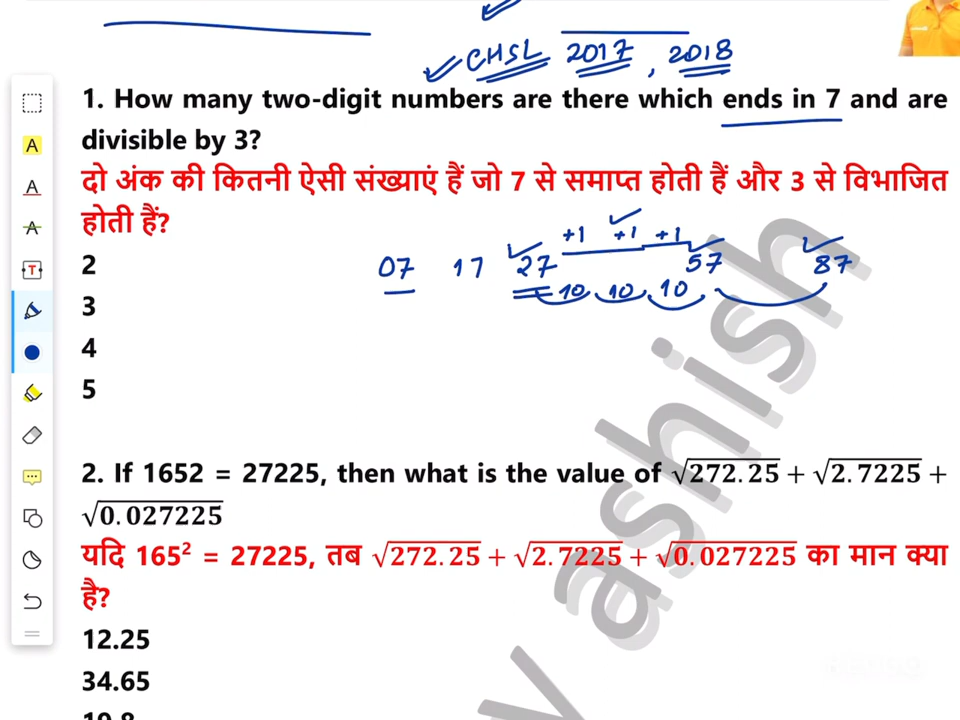 CHSL 2017, 2018
1. How many two-digit numbers are there which ends in 7 and are
divisible by 3?
दो अंक की कितनी ऐसी संख्याएं हैं जो 7 से समाप्त होती हैं और 3 से विभाजित
होती हैं?
+1 +1 +1
2
07 17 27 57 87
10 10 10
3
4
5
2. If 1652 = 27225, then what is the value of √272.25 + √2.7225 +
√0.027225
यदि 165² = 27225, तब √272.25 + √2.7225 + √0.027225 का मान क्या
है?
12.25
34.65
19.8
ashish